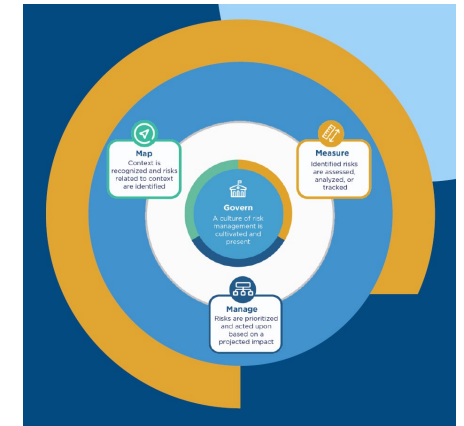 Map
Context is
recognized and risks
related to context
are identified
Measure
Identified risks
are assessed,
analyzed, or
tracked
Govern
A culture of risk
management is
cultivated and
present
Manage
Risks are prioritized
and acted upon
based on a
projected impact